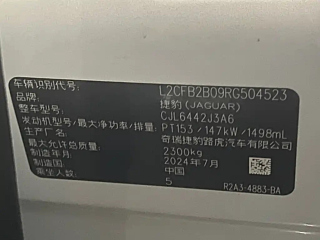 车辆识别代号: L2CFB2B09RG504523
品牌: 捷豹 (JAGUAR)
整车型号: CJL6442J3A6
发动机型号/最大净功率/排量: PT153/147kW/1498mL
生产厂名: 奇瑞捷豹路虎汽车有限公司
最大允许总质量: 2300kg
制造年月: 2024年7月
制造国: 中国
乘坐人数: 5
R2A3-4883-BA